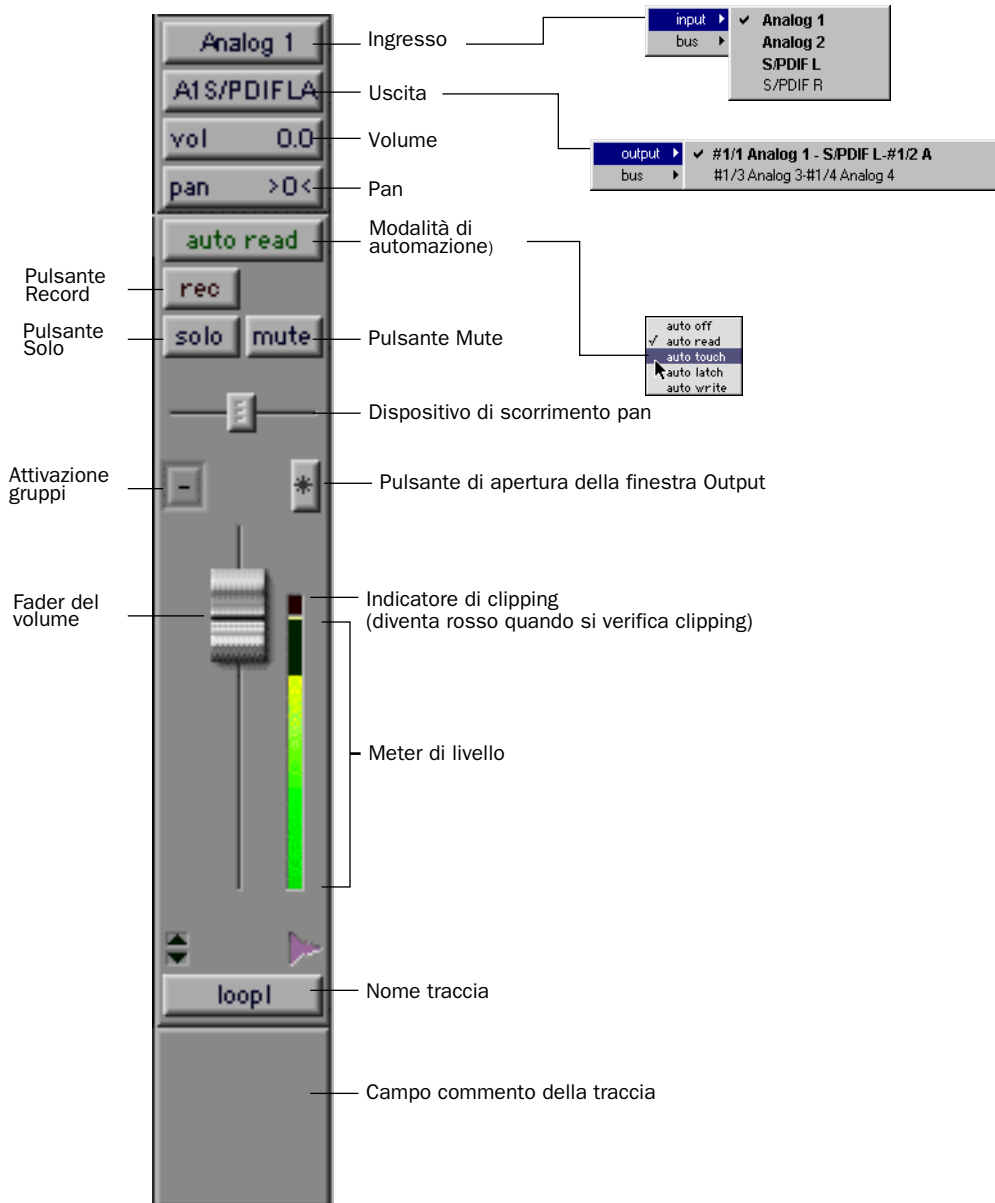 Analog 1
Ingresso
input
✓ Analog 1
bus
Analog 2
S/PDIF L
S/PDIF R
A1S/PDIFLA
Uscita
vol 0.0
Volume
output
✓ #1/1 Analog 1 - S/PDIF L-#1/2 A
bus
#1/3 Analog 3-#1/4 Analog 4
pan >0<
Pan
auto read
Modalità di
automazione)
Pulsante
Record
rec
Pulsante
Solo
solo
mute
Pulsante Mute
auto off
√ auto read
auto touch
auto latch
auto write
Dispositivo di scorrimento pan
Attivazione
gruppi
-
*
Pulsante di apertura della finestra Output
Fader del
volume
Indicatore di clipping
(diventa rosso quando si verifica clipping)
Meter di livello
loop1
Nome traccia
Campo commento della traccia